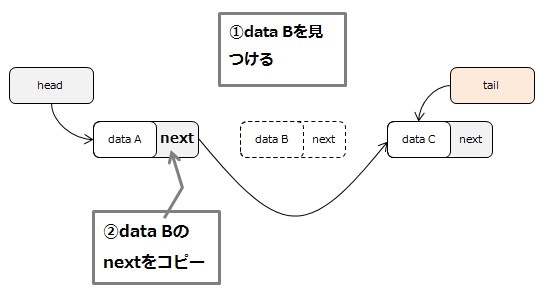 ①data Bを見
つける
head
tail
data A
next
data B
next
data C
next
②data Bの
nextをコピー